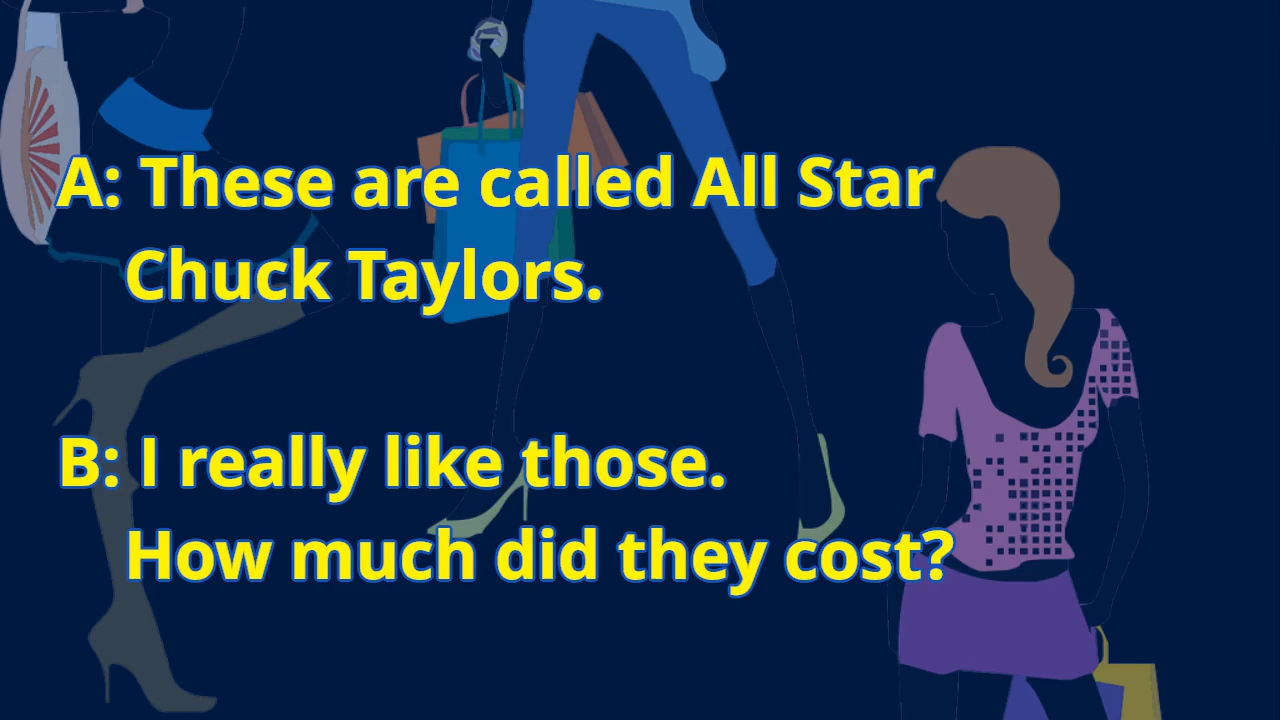 A: These are called All Star
Chuck Taylors.
B: I really like those.
How much did they cost?